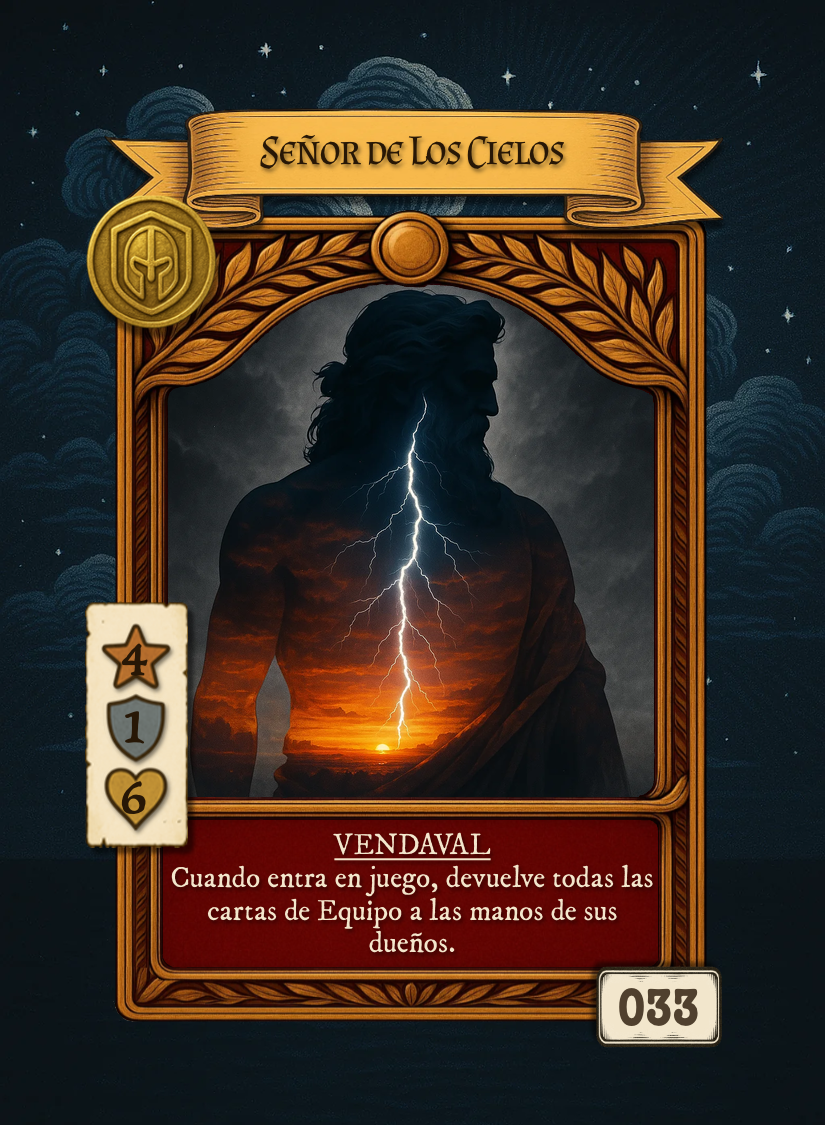 Señor de Los Cielos
4
1
6
VENDAVAL
Cuando entra en juego, devuelve todas las
cartas de Equipo a las manos de sus
dueños.
033